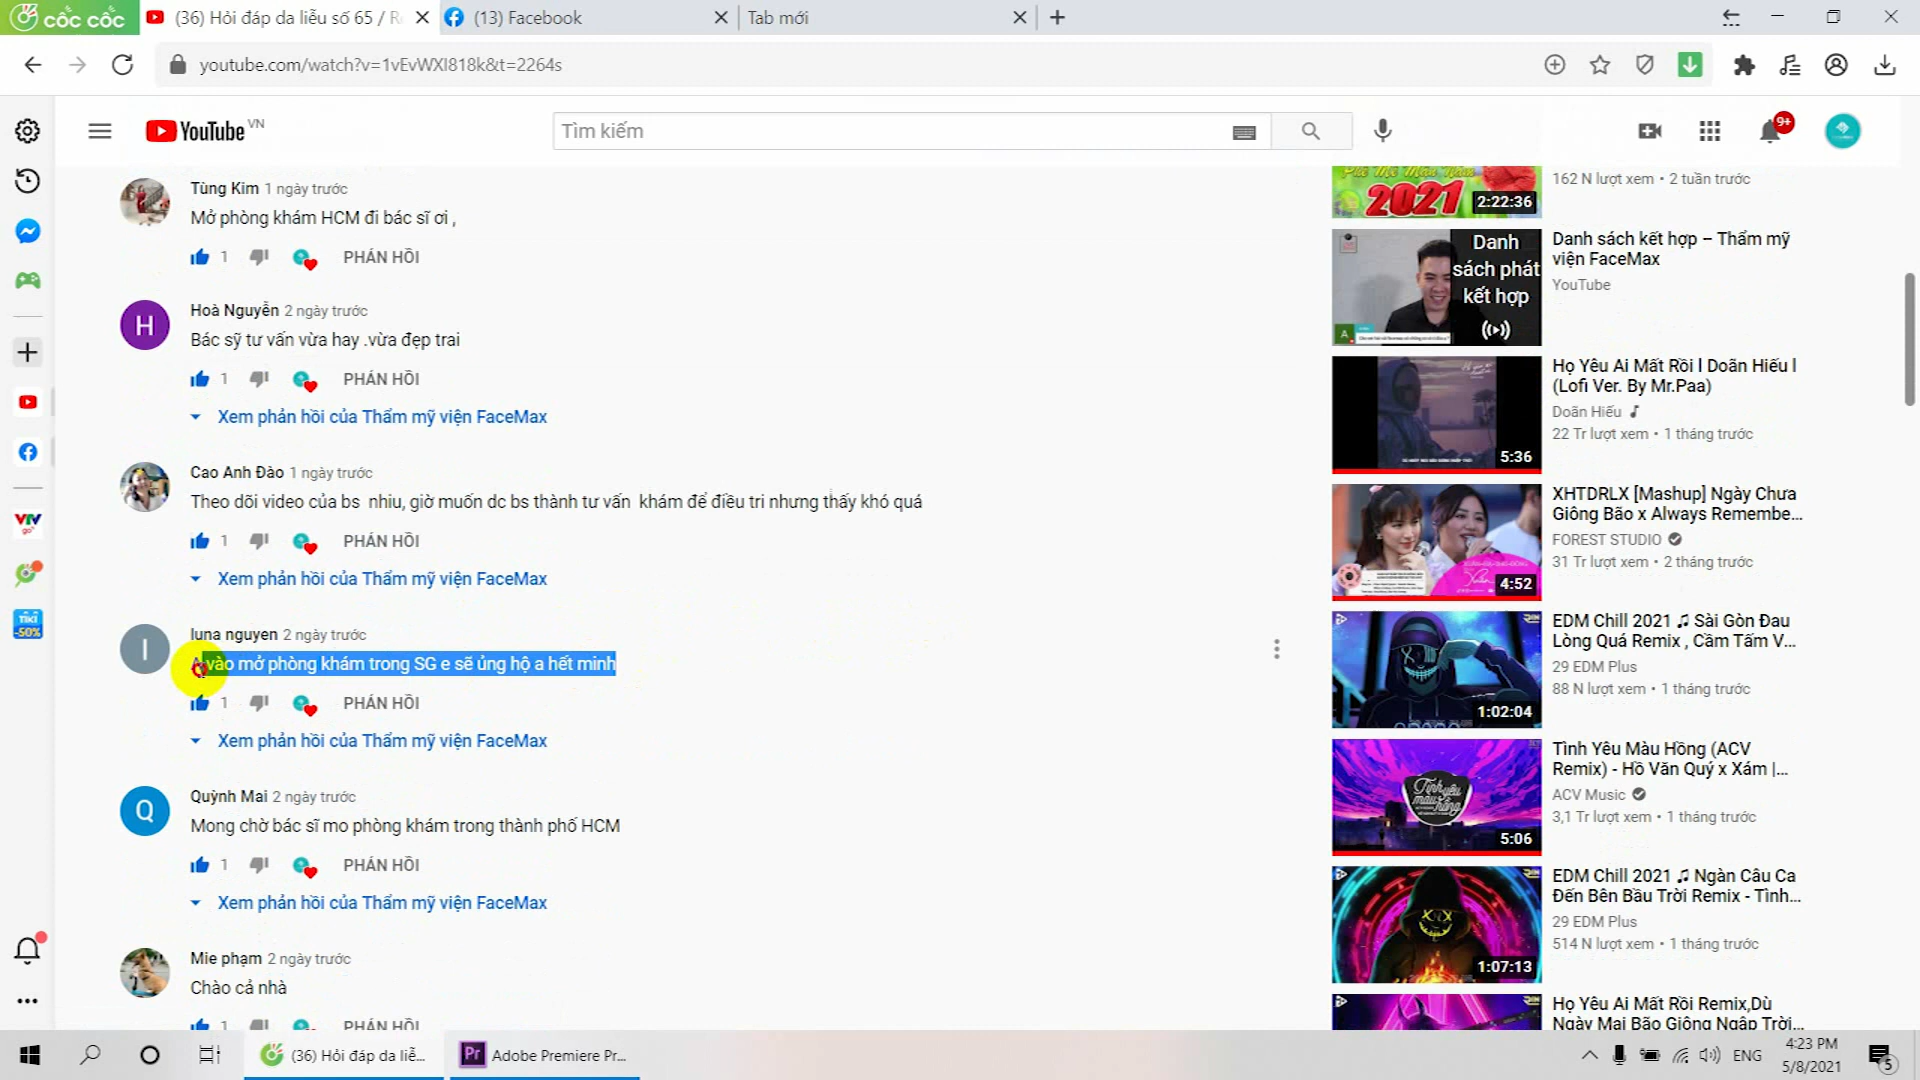 cốc cốc
(36) Hỏi đáp da liễu số 65 / R
(13) Facebook
Tab mới
youtube.com/watch?v=1vEvWXl818k&t=2264s
YouTube VN
Tìm kiếm
9+
Tùng Kim 1 ngày trước
Mở phòng khám HCM đi bác sĩ ơi ,
1 PHẢN HỒI
Hoà Nguyễn 2 ngày trước
Bác sỹ tư vấn vừa hay .vừa đẹp trai
1 PHẢN HỒI
Xem phản hồi của Thẩm mỹ viện FaceMax
Cao Anh Đào 1 ngày trước
Theo dõi video của bs nhiu, giờ muốn dc bs thành tư vấn khám để điều tri nhưng thấy khó quá
1 PHẢN HỒI
Xem phản hồi của Thẩm mỹ viện FaceMax
luna nguyen 2 ngày trước
A vào mở phòng khám trong SG e sẽ ủng hộ a hết minh
1 PHẢN HỒI
Xem phản hồi của Thẩm mỹ viện FaceMax
Quỳnh Mai 2 ngày trước
Mong chờ bác sĩ mo phòng khám trong thành phố HCM
1 PHẢN HỒI
Xem phản hồi của Thẩm mỹ viện FaceMax
Mie phạm 2 ngày trước
Chào cả nhà
1 PHẢN HỒI
H
I
Q
VTV
go
TIKI
-50%
2021
2:22:36
162 N lượt xem • 2 tuần trước
Danh
sách phát
kết hợp
Danh sách kết hợp – Thẩm mỹ
viện FaceMax
YouTube
5:36
Họ Yêu Ai Mất Rồi l Doãn Hiếu l
(Lofi Ver. By Mr.Paa)
Doãn Hiếu
22 Tr lượt xem • 1 tháng trước
4:52
XHTDRLX [Mashup] Ngày Chưa
Giông Bão x Always Remembe...
FOREST STUDIO
31 Tr lượt xem • 2 tháng trước
1:02:04
EDM Chill 2021 ♫ Sài Gòn Đau
Lòng Quá Remix , Cầm Tấm V...
29 EDM Plus
88 N lượt xem • 1 tháng trước
Tình yêu
màu hồng
5:06
Tình Yêu Màu Hồng (ACV
Remix) - Hồ Văn Quý x Xám |...
ACV Music
3,1 Tr lượt xem • 1 tháng trước
1:07:13
EDM Chill 2021 ♫ Ngàn Câu Ca
Đến Bên Bầu Trời Remix - Tình...
29 EDM Plus
514 N lượt xem • 1 tháng trước
Họ Yêu Ai Mất Rồi Remix,Dù
Ngày Mai Bão Giông Ngập Trời...
(36) Hỏi đáp da liễ...
Pr Adobe Premiere Pr...
ENG
4:23 PM
5/8/2021
5